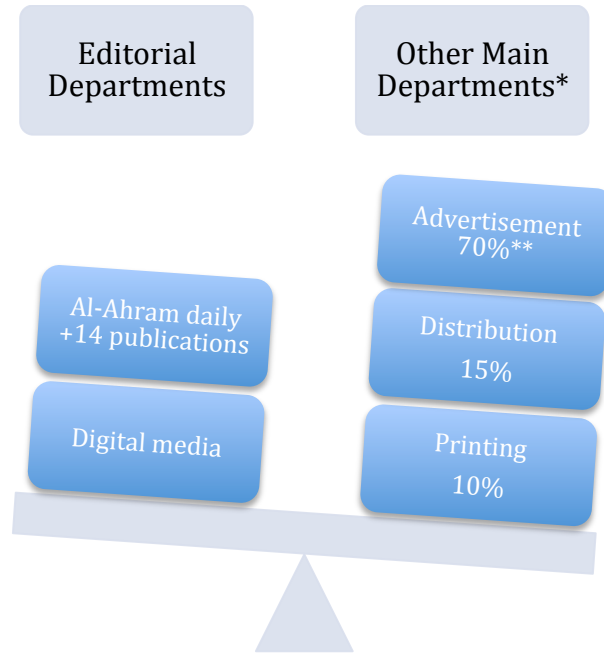 Editorial
Departments
Other Main
Departments*
Al-Ahram daily
+14 publications
Digital media
Advertisement
70%**
Distribution
15%
Printing
10%